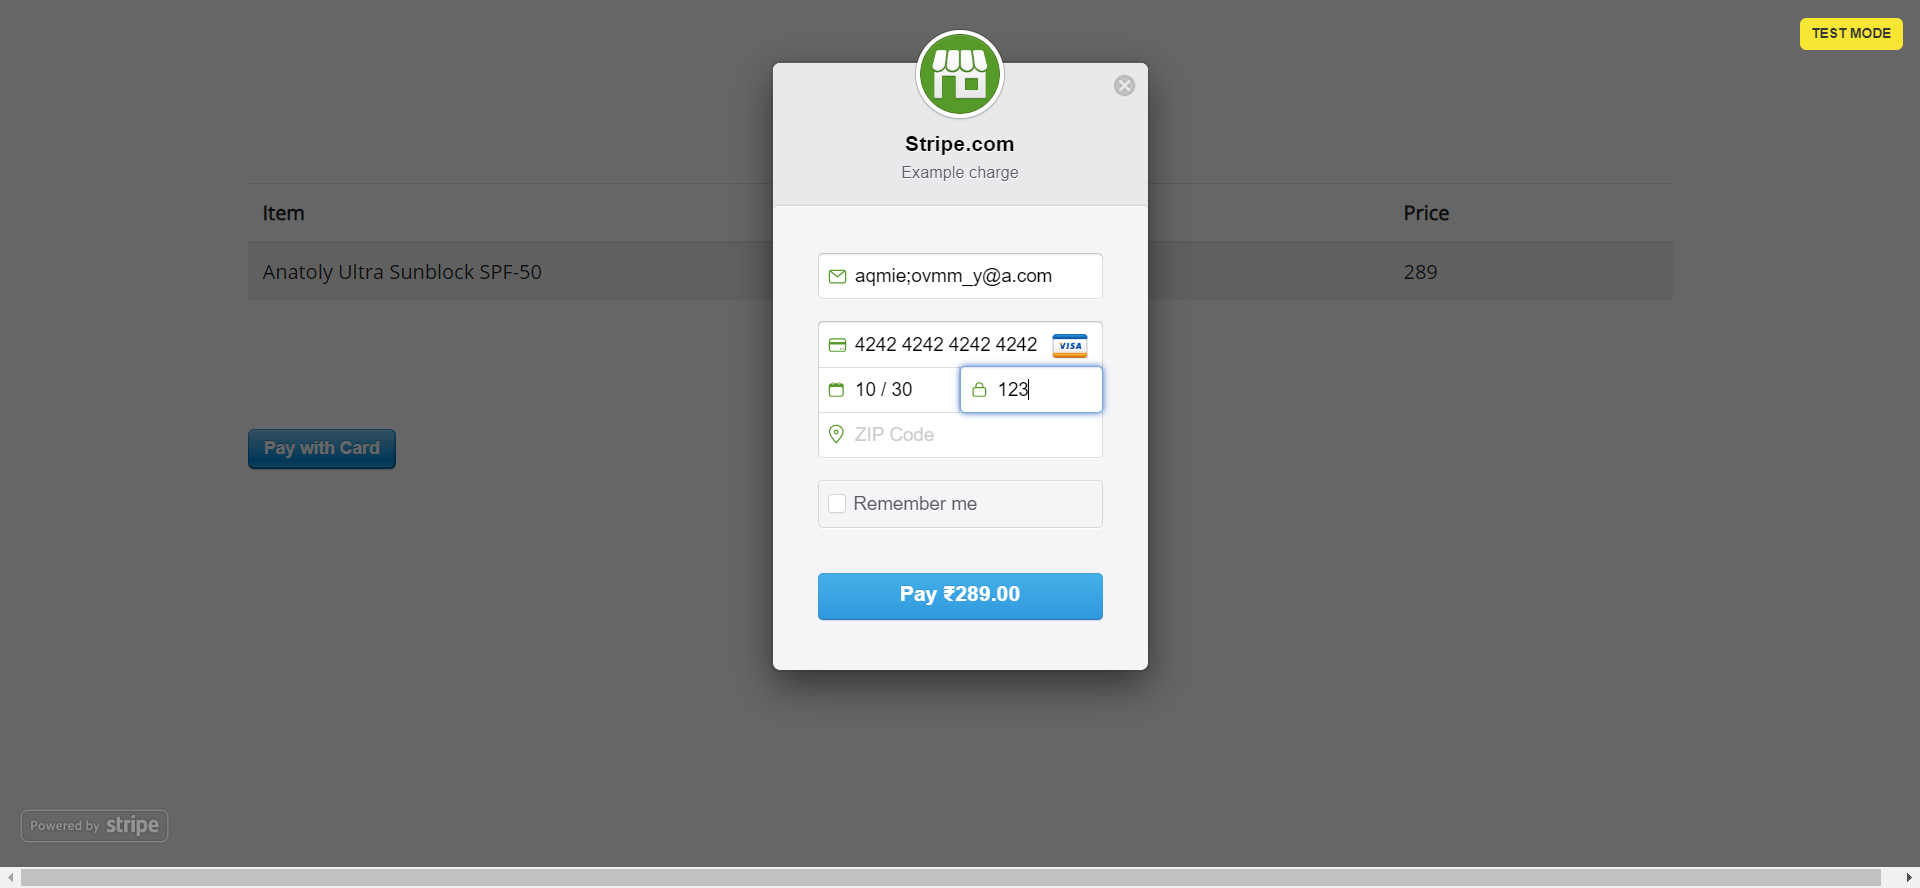 TEST MODE
Stripe.com
Example charge
Item
Price
Anatoly Ultra Sunblock SPF-50
289
aqmie;ovmm_y@a.com
4242 4242 4242 4242
VISA
10 / 30
123
ZIP Code
Pay with Card
Remember me
Pay ₹289.00
Powered by stripe